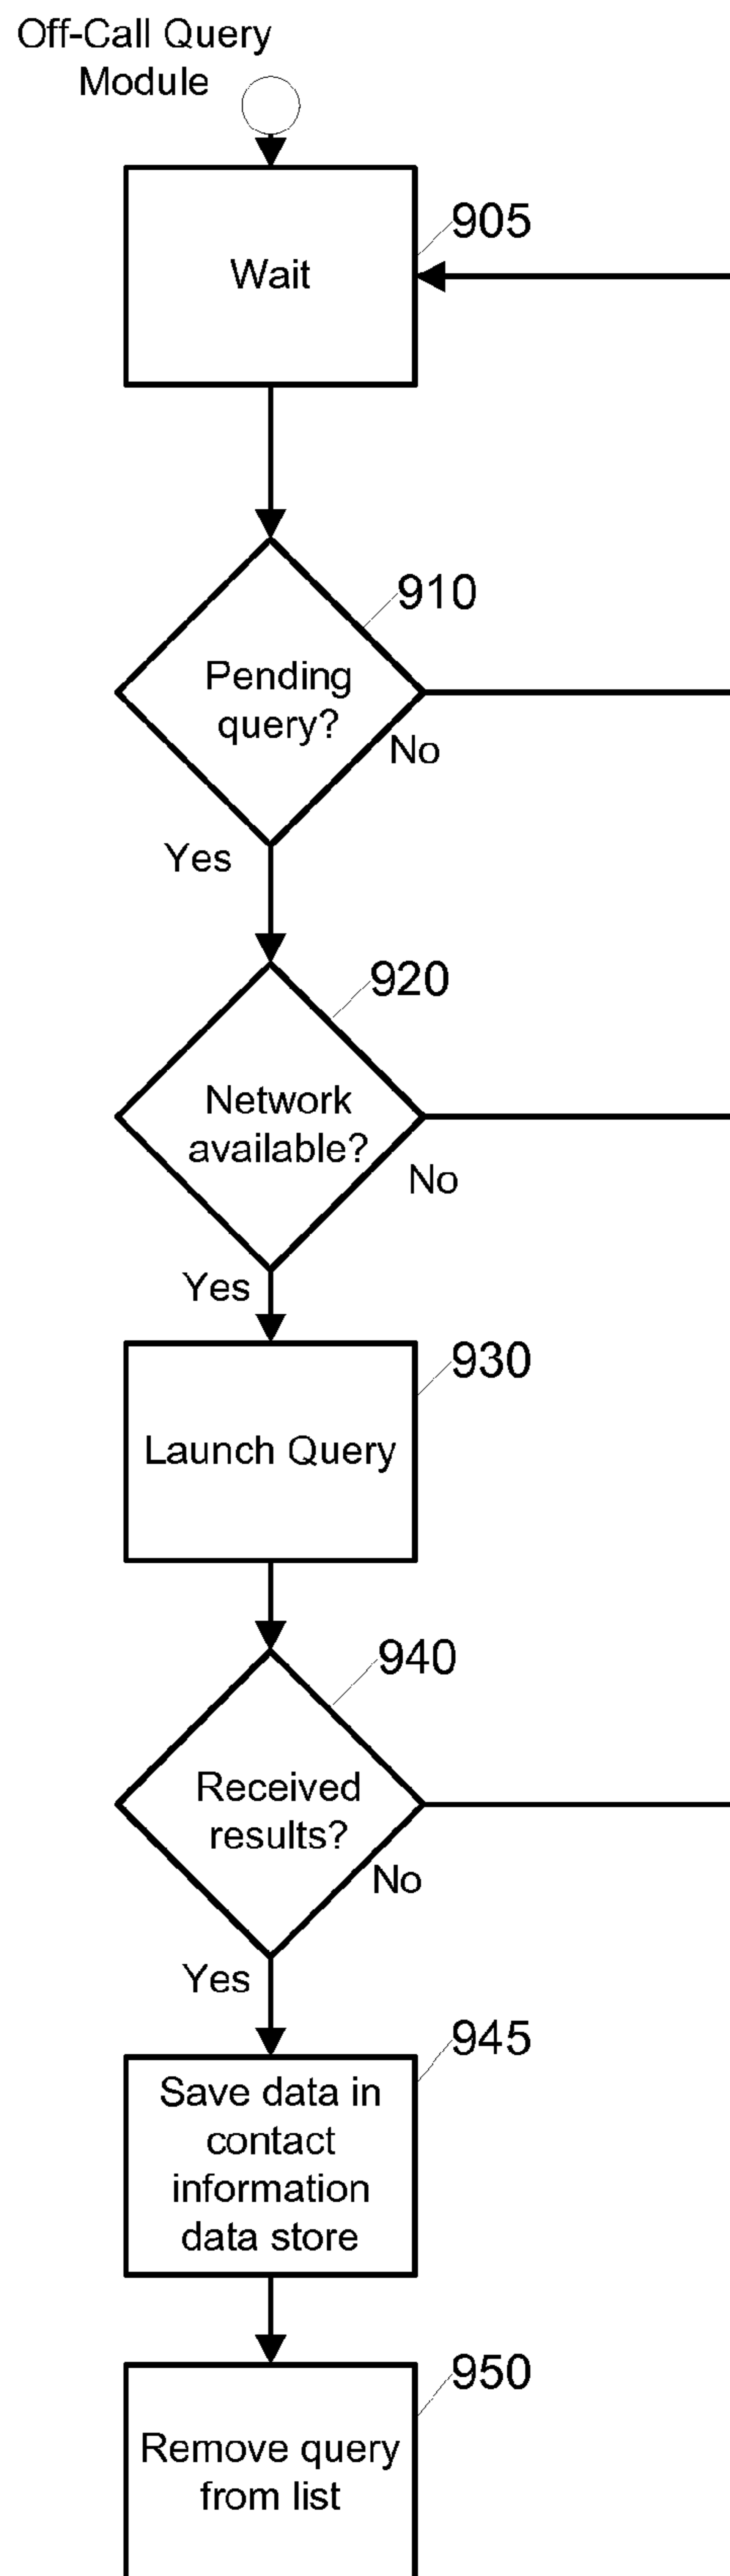 Off-Call Query
Module
905
Wait
910
Pending
query?
No
Yes
920
Network
available?
No
Yes
930
Launch Query
940
Received
results?
No
Yes
945
Save data in
contact
information
data store
950
Remove query
from list